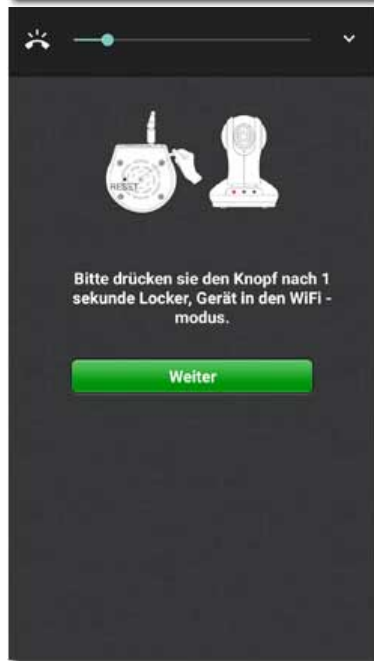 RESET
Bitte drücken sie den Knopf nach 1
sekunde Locker, Gerät in den WiFi -
modus.
Weiter